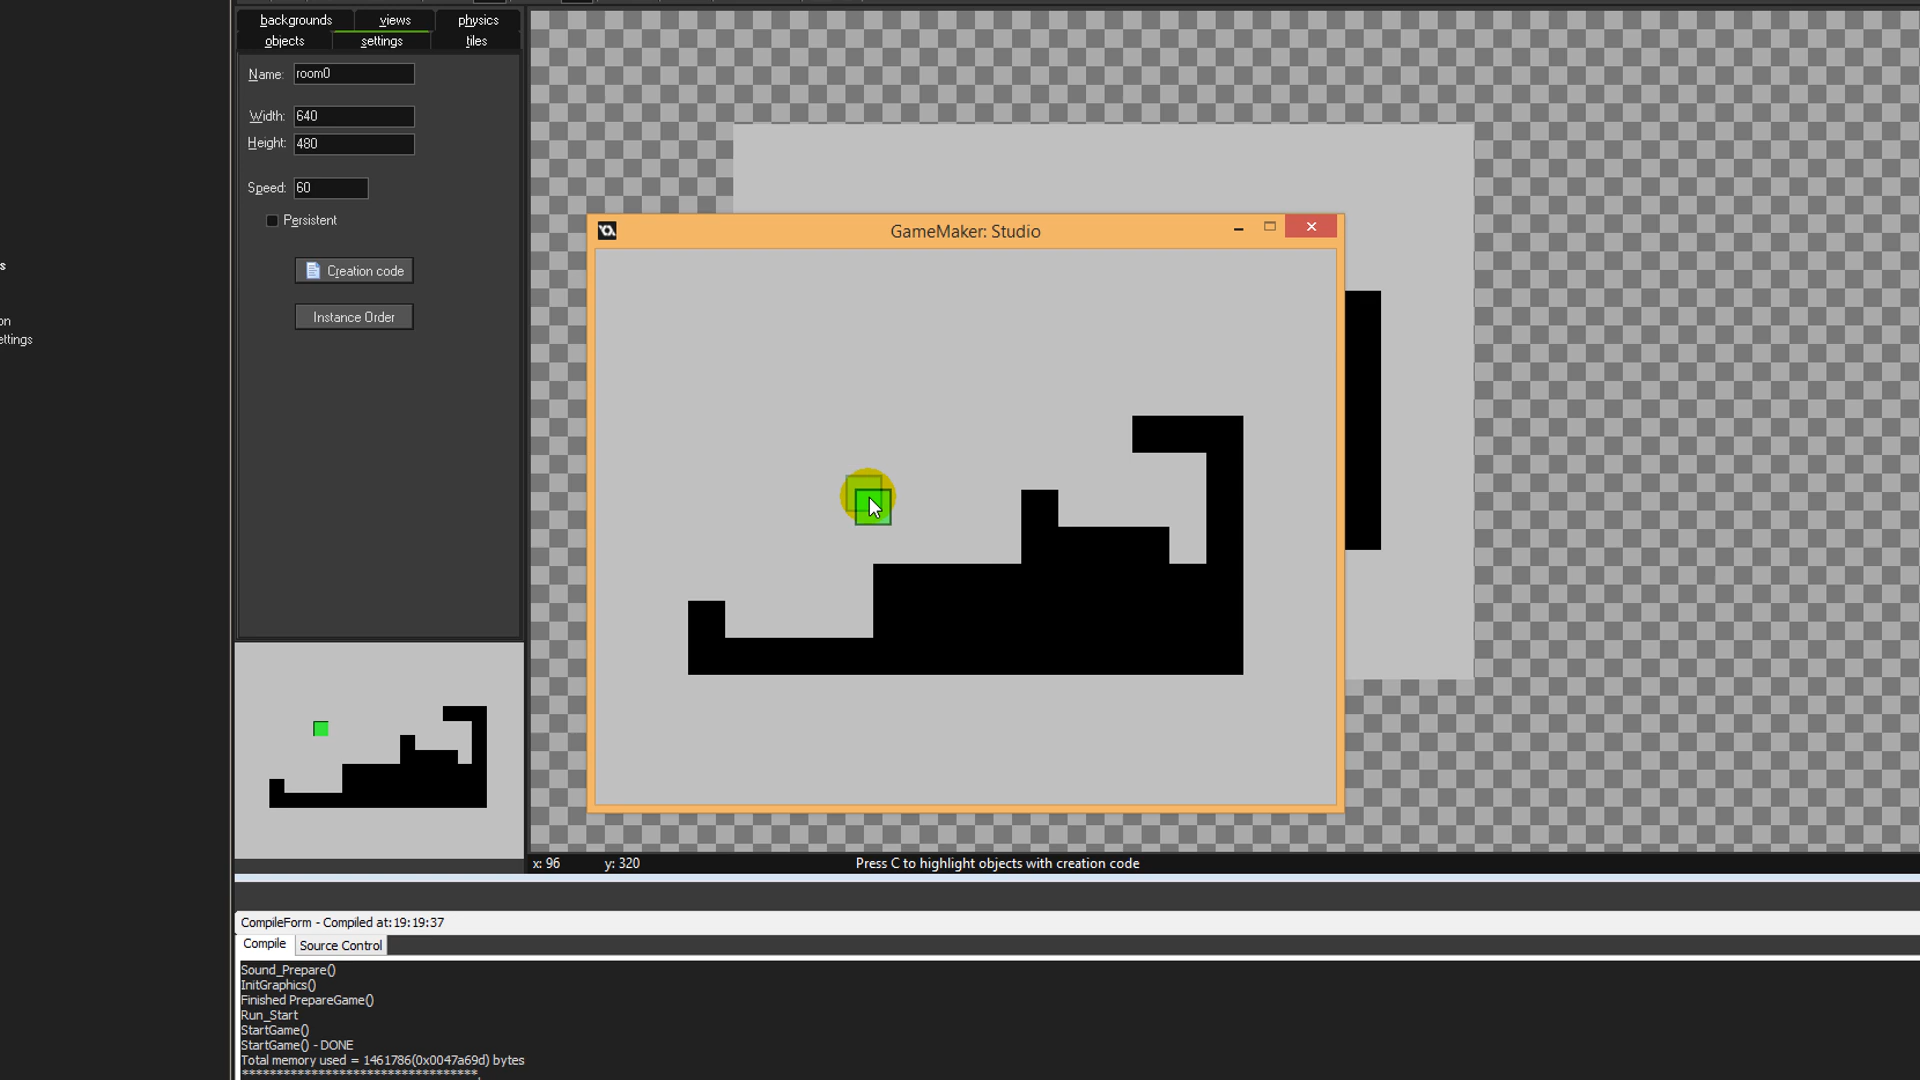 backgrounds views physics
objects settings tiles
Name: room0
Width: 640
Height: 480
Speed: 60
Persistent
Creation code
Instance Order
s
on
ettings
GameMaker: Studio
x: 96 y: 320 Press C to highlight objects with creation code
CompileForm - Compiled at:19:19:37
Compile Source Control
Sound_Prepare()
InitGraphics()
Finished PrepareGame()
Run_Start
StartGame()
StartGame() - DONE
Total memory used = 1461786(0x0047a69d) bytes